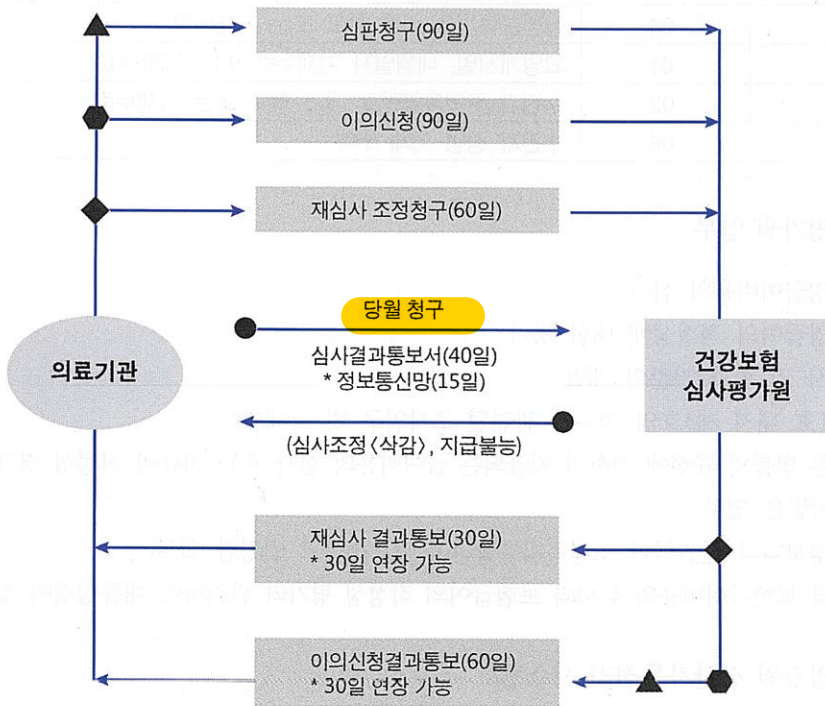 심판청구(90일)
이의신청(90일)
재심사 조정청구(60일)
당월 청구
의료기관
심사결과통보서(40일)
* 정보통신망(15일)
건강보험
심사평가원
(심사조정〈삭감〉, 지급불능)
재심사 결과통보(30일)
* 30일 연장 가능
이의신청결과통보(60일)
* 30일 연장 가능